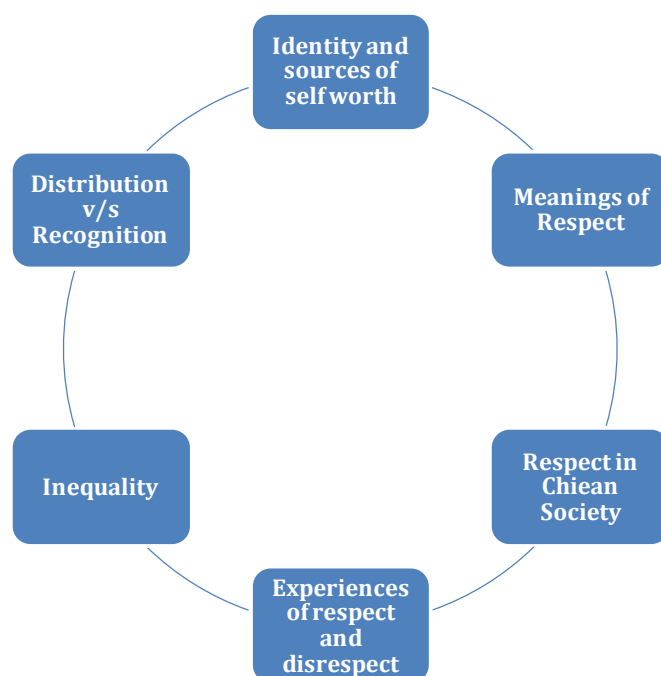 Identity and
sources of
self worth
Meanings of
Respect
Respect in
Chiean
Society
Experiences
of respect
and
disrespect
Inequality
Distribution
v/s
Recognition